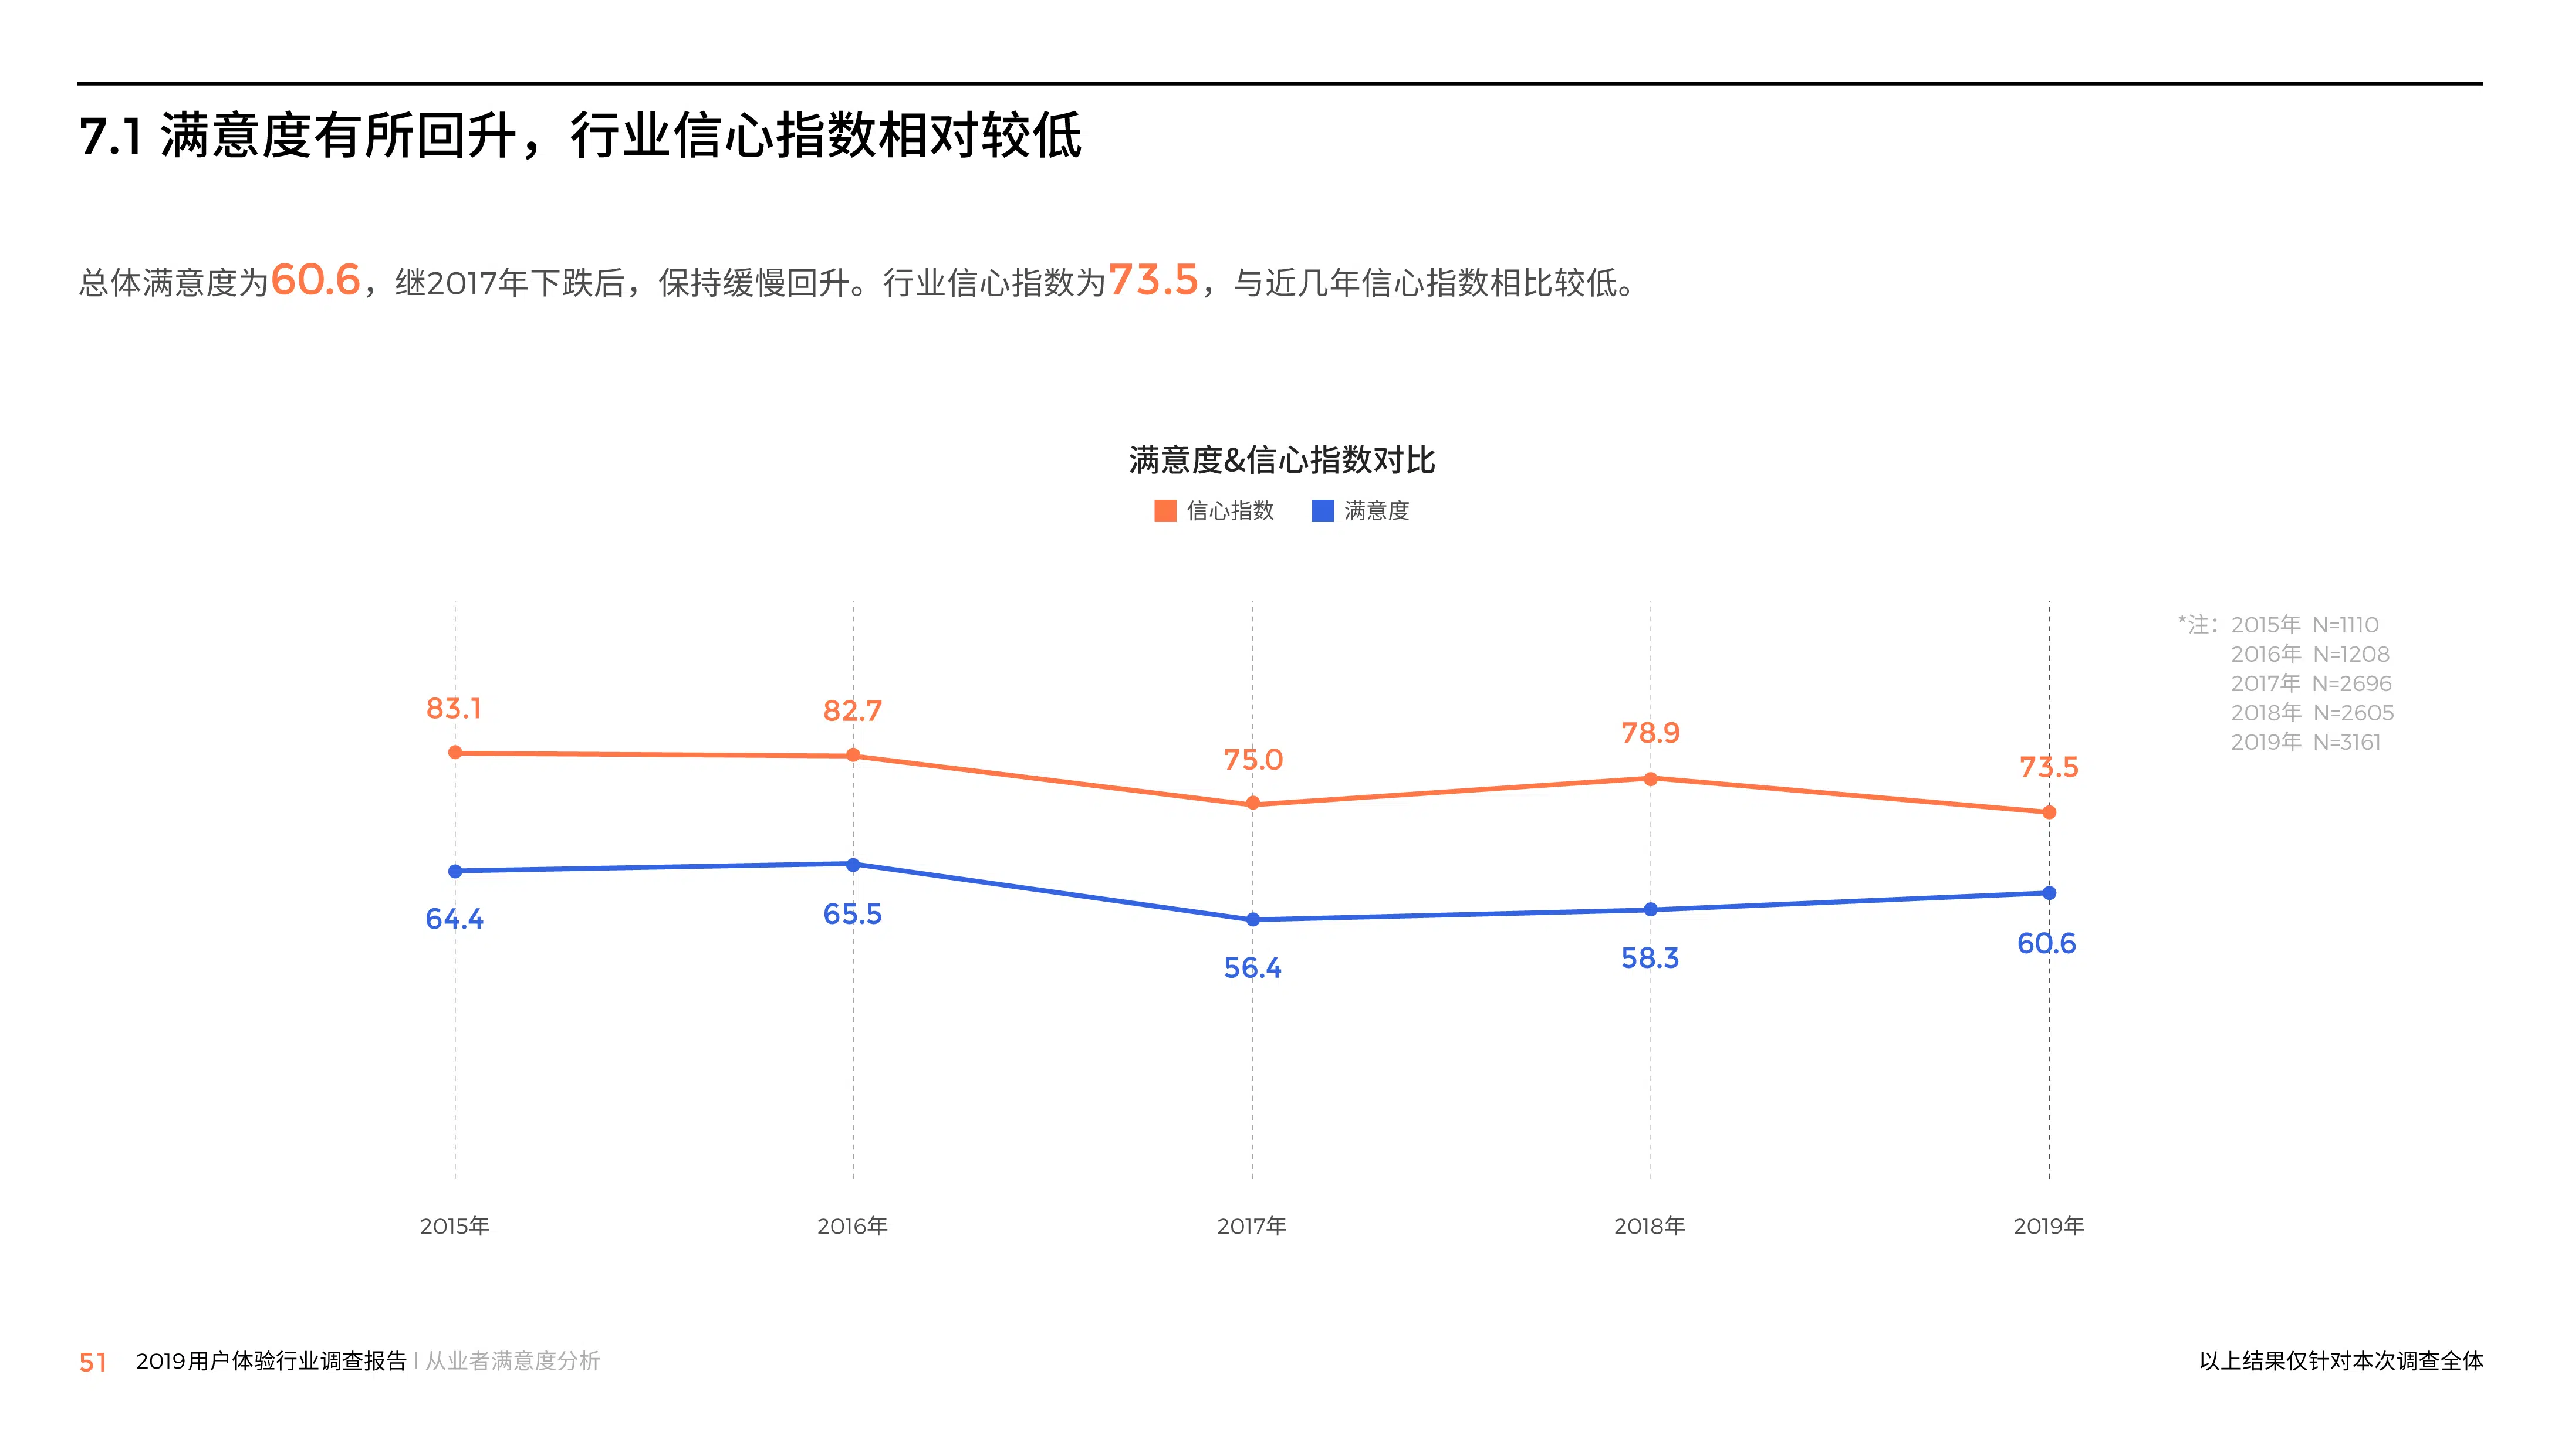 7.1 满意度有所回升，行业信心指数相对较低
总体满意度为60.6，继2017年下跌后，保持缓慢回升。行业信心指数为73.5，与近几年信心指数相比较低。
满意度&信心指数对比
信心指数 满意度
*注：2015年 N=1110
2016年 N=1208
2017年 N=2696
2018年 N=2605
2019年 N=3161
83.1 82.7 75.0 78.9 73.5
64.4 65.5 56.4 58.3 60.6
2015年 2016年 2017年 2018年 2019年
51 2019用户体验行业调查报告 | 从业者满意度分析
以上结果仅针对本次调查全体